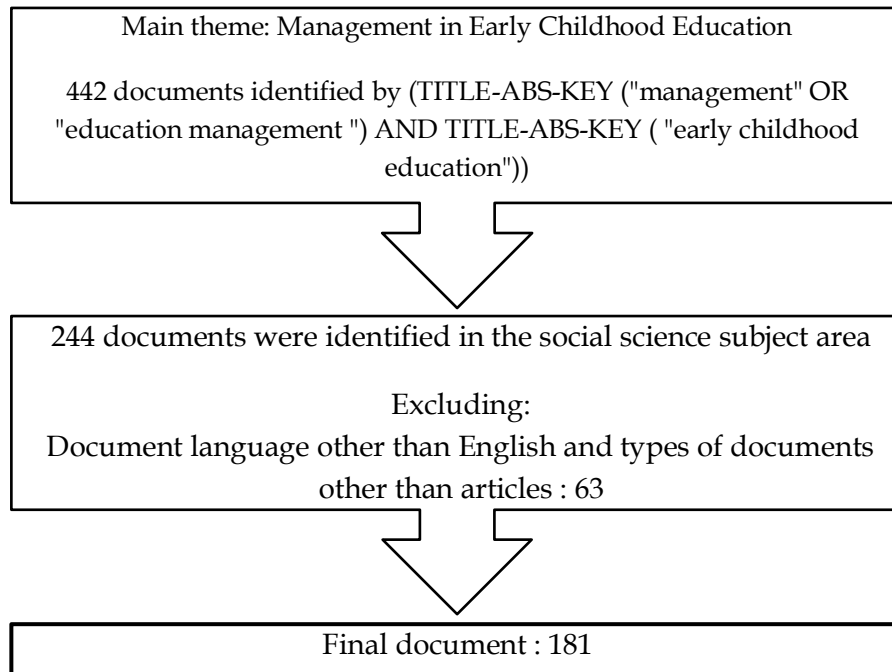 Main theme: Management in Early Childhood Education
442 documents identified by (TITLE-ABS-KEY ("management" OR
"education management ") AND TITLE-ABS-KEY ( "early childhood
education"))
244 documents were identified in the social science subject area
Excluding:
Document language other than English and types of documents
other than articles : 63
Final document : 181